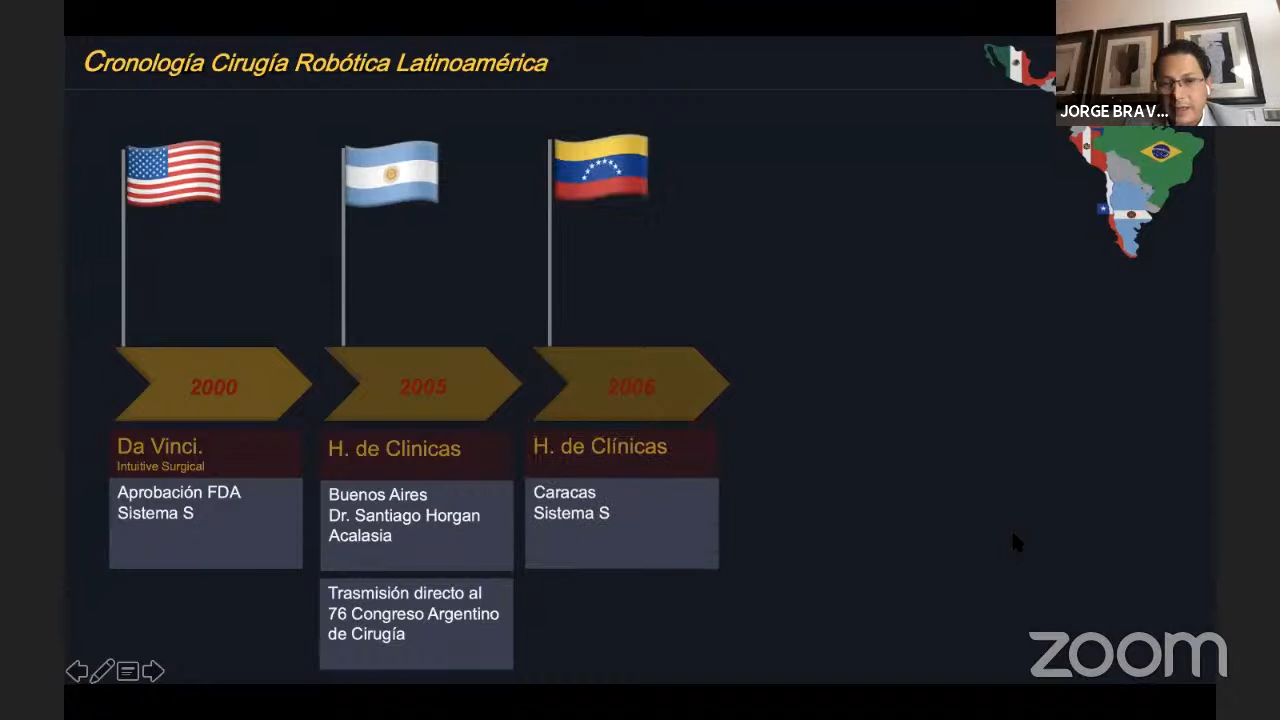 Cronología Cirugía Robótica Latinoamérica
JORGE BRAV...
2000
2005
2006
Da Vinci.
Intuitive Surgical
Aprobación FDA
Sistema S
H. de Clinicas
Buenos Aires
Dr. Santiago Horgan
Acalasia
Trasmisión directo al
76 Congreso Argentino
de Cirugía
H. de Clínicas
Caracas
Sistema S
zoom